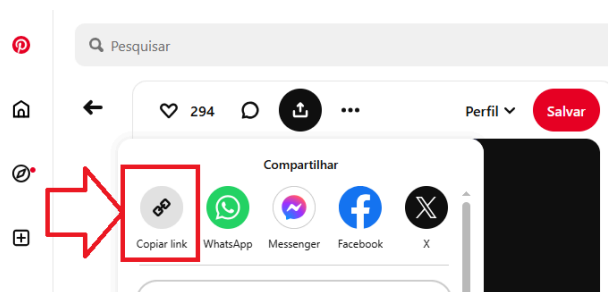 Pesquisar
294
Perfil
Salvar
Compartilhar
Copiar link
WhatsApp
Messenger
Facebook
X